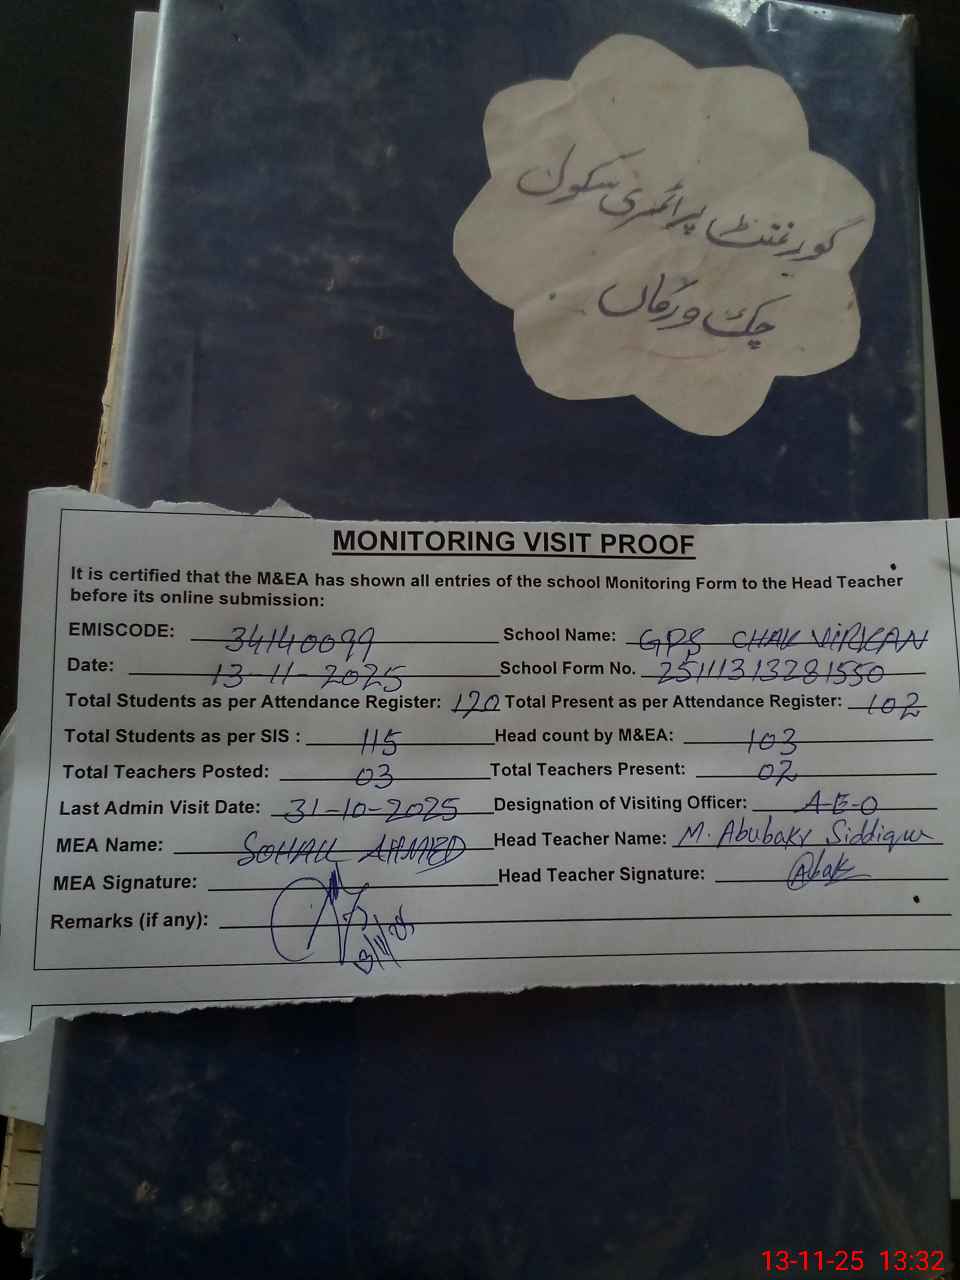 گورنمنٹ پرائمری سکول
چک ورکاں
MONITORING VISIT PROOF
It is certified that the M&EA has shown all entries of the school Monitoring Form to the Head Teacher
before its online submission:
EMISCODE: 34140099 School Name: GPS CHAK VIRKAN
Date: 13-11-2025 School Form No. 25111313281550
Total Students as per Attendance Register: 120 Total Present as per Attendance Register: 102
Total Students as per SIS : 115 Head count by M&EA: 103
Total Teachers Posted: 03 Total Teachers Present: 02
Last Admin Visit Date: 31-10-2025 Designation of Visiting Officer: A-E-O
MEA Name: SOHAIL AHMED Head Teacher Name: M. Abubakr Siddique
MEA Signature: Head Teacher Signature:
Remarks (if any): 13/11/25
13-11-25 13:32